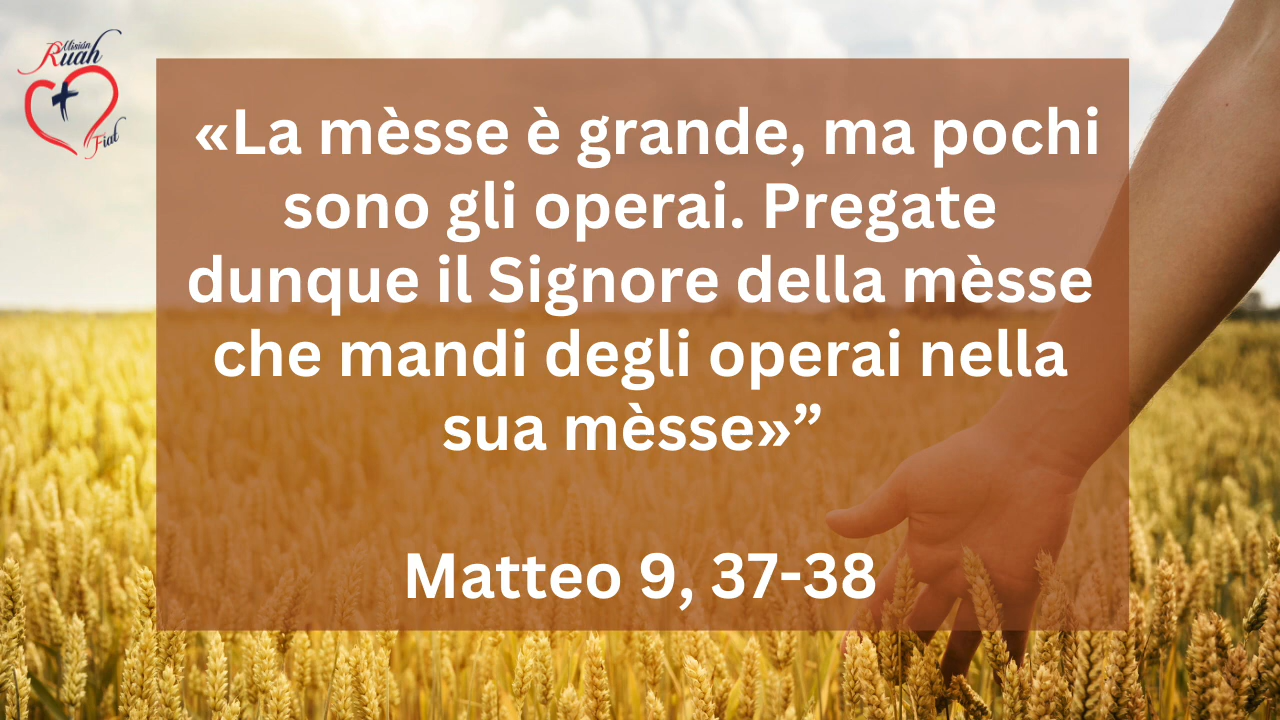 Misión
Ruah
Fiat
«La mèsse è grande, ma pochi
sono gli operai. Pregate
dunque il Signore della mèsse
che mandi degli operai nella
sua mèsse»”
Matteo 9, 37-38